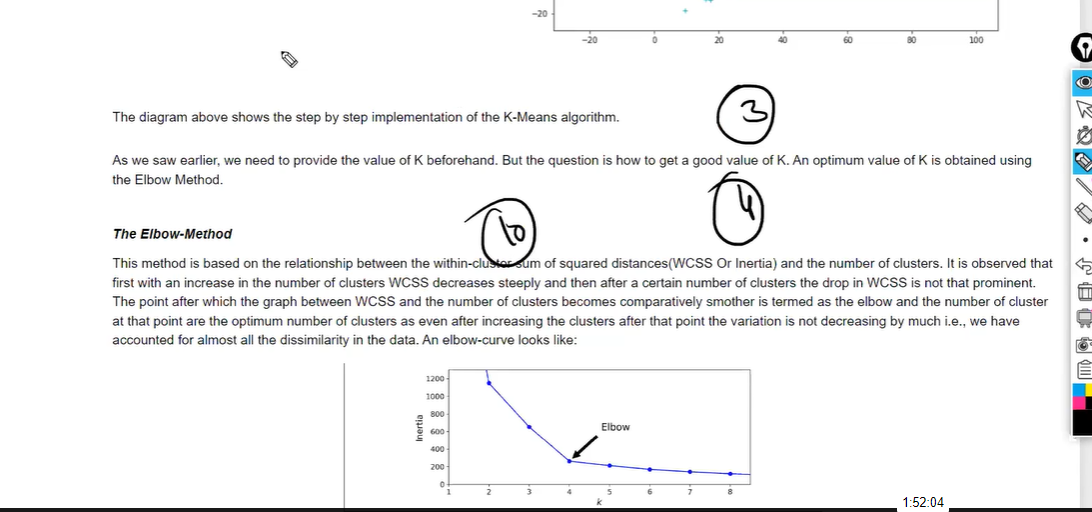 -20
-20 0 20 40 60 80 100
The diagram above shows the step by step implementation of the K-Means algorithm.
3
As we saw earlier, we need to provide the value of K beforehand. But the question is how to get a good value of K. An optimum value of K is obtained using
the Elbow Method.
4
10
The Elbow-Method
This method is based on the relationship between the within-cluster sum of squared distances(WCSS Or Inertia) and the number of clusters. It is observed that
first with an increase in the number of clusters WCSS decreases steeply and then after a certain number of clusters the drop in WCSS is not that prominent.
The point after which the graph between WCSS and the number of clusters becomes comparatively smother is termed as the elbow and the number of cluster
at that point are the optimum number of clusters as even after increasing the clusters after that point the variation is not decreasing by much i.e., we have
accounted for almost all the dissimilarity in the data. An elbow-curve looks like:
1200
1000
800
600
400
200
0
Inertia
Elbow
1 2 3 4 5 6 7 8
k
1:52:04